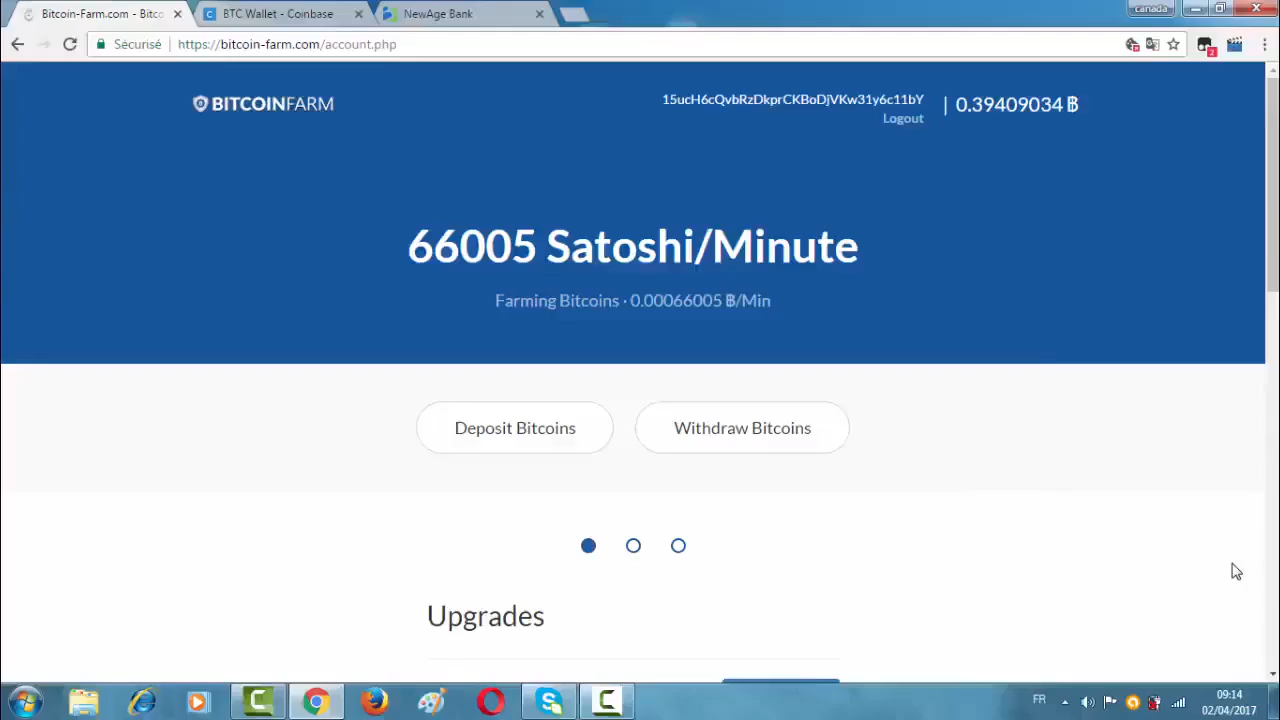 Bitcoin-Farm.com - Bitco
BTC Wallet - Coinbase
NewAge Bank
canada
Sécurisé
https://bitcoin-farm.com/account.php
2
BITCOINFARM
15ucH6cQvbRzDkprCKBoDjVKw31y6c11bY
| 0.39409034 ฿
Logout
66005 Satoshi/Minute
Farming Bitcoins · 0.00066005 ฿/Min
Deposit Bitcoins
Withdraw Bitcoins
Upgrades
FR
09:14
02/04/2017